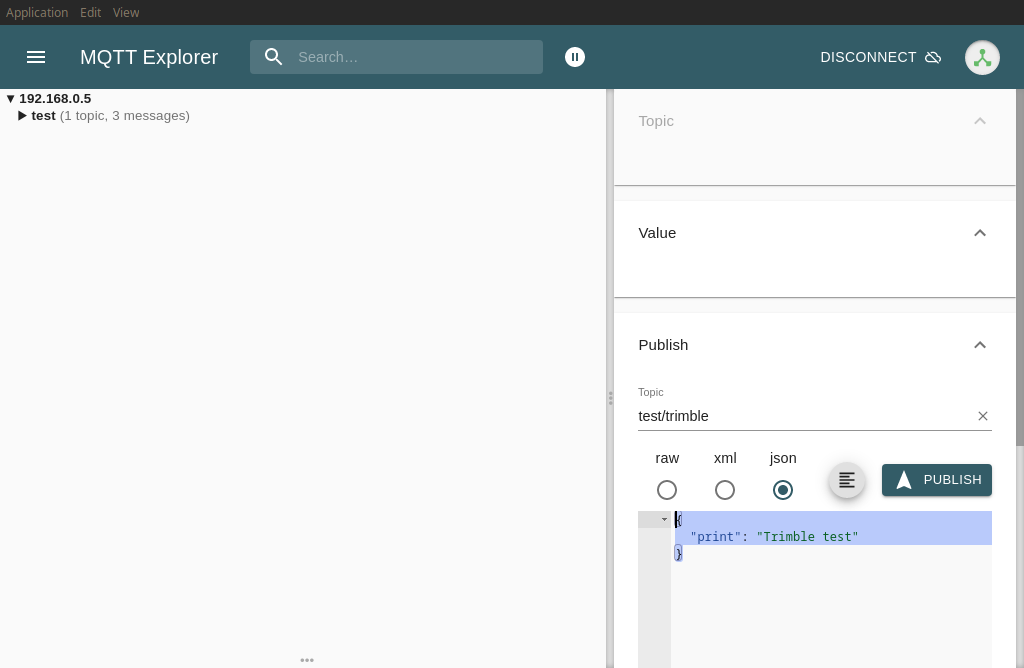 Application Edit View
MQTT Explorer Search… DISCONNECT
192.168.0.5
test (1 topic, 3 messages)
Topic
Value
Publish
Topic
test/trimble
raw xml json
PUBLISH
{
"print": "Trimble test"
}